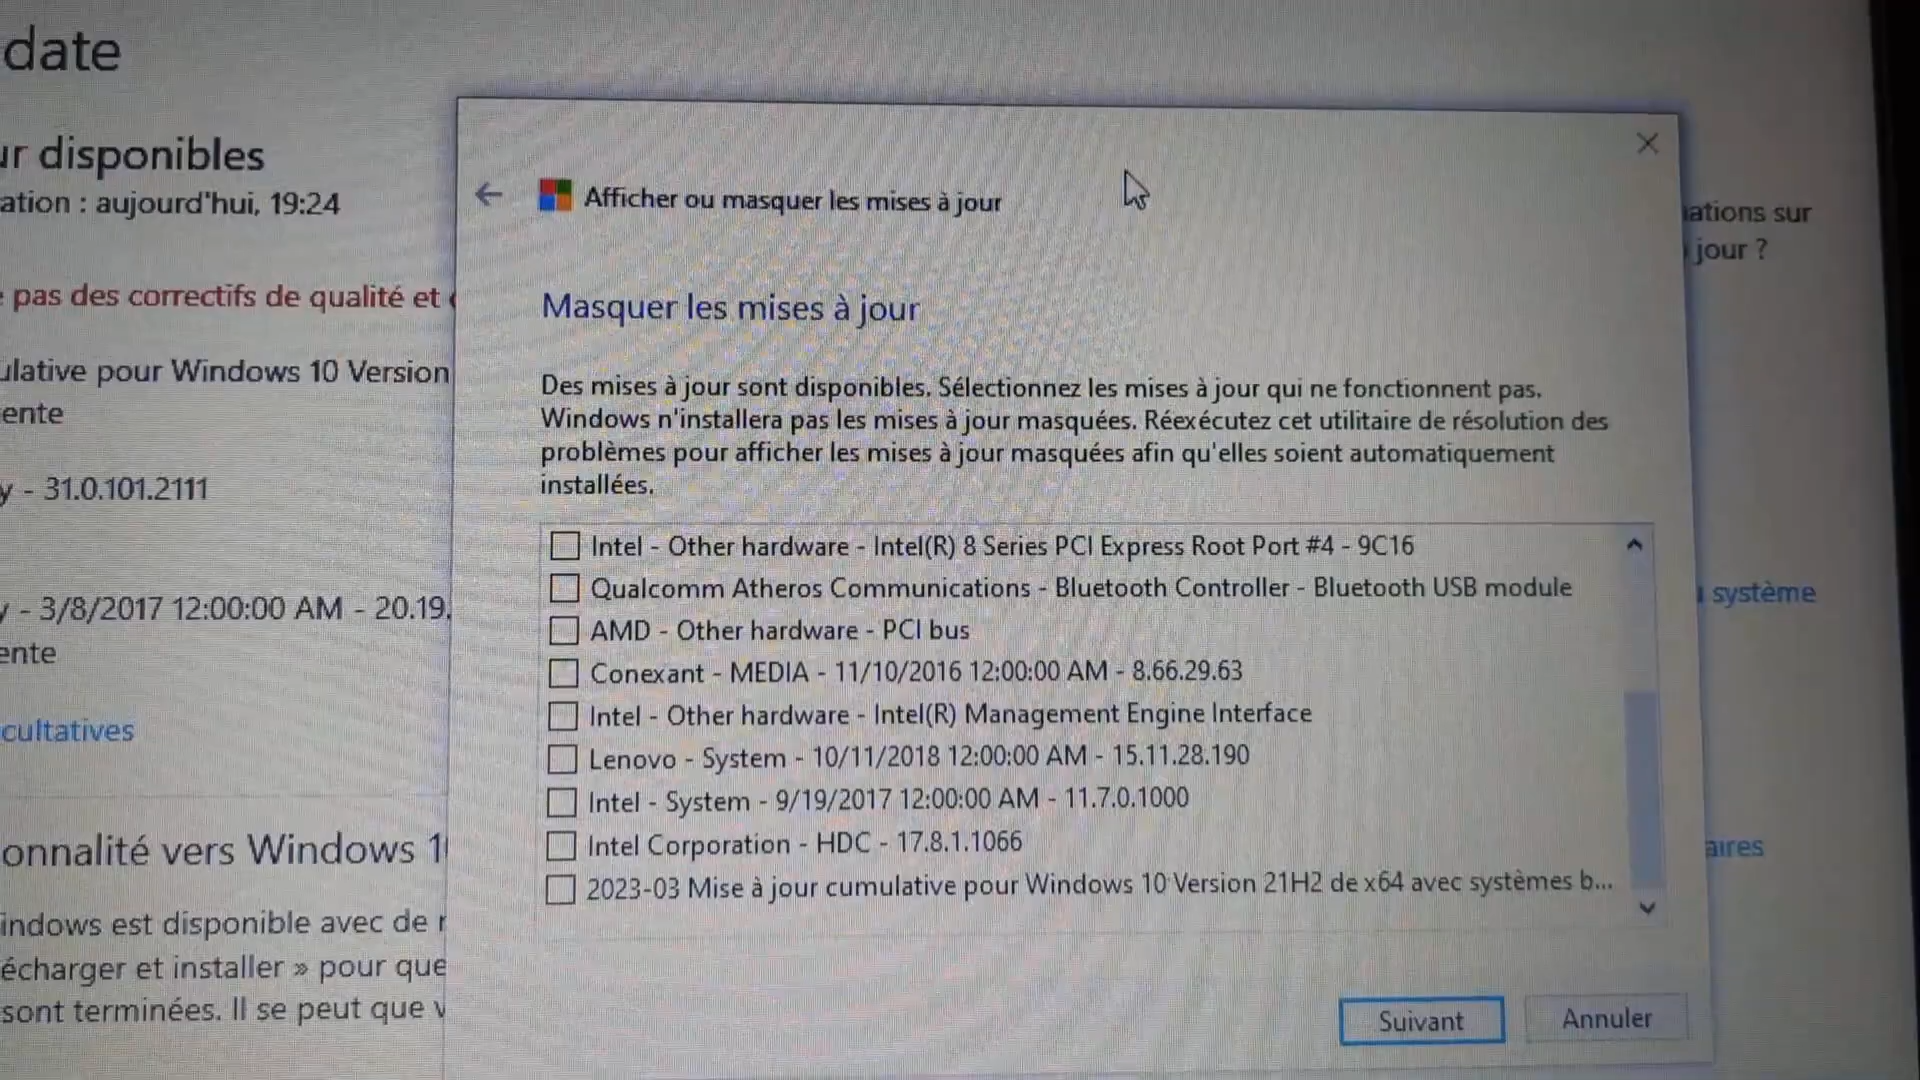 date
ur disponibles
ation : aujourd'hui, 19:24
pas des correctifs de qualité et
ulative pour Windows 10 Version
ente
y - 31.0.101.2111
y - 3/8/2017 12:00:00 AM - 20.19.
ente
cultatives
onnalité vers Windows 1
indows est disponible avec de
écharger et installer » pour que
sont terminées. Il se peut que v
Afficher ou masquer les mises à jour
Masquer les mises à jour
Des mises à jour sont disponibles. Sélectionnez les mises à jour qui ne fonctionnent pas.
Windows n'installera pas les mises à jour masquées. Réexécutez cet utilitaire de résolution des
problèmes pour afficher les mises à jour masquées afin qu'elles soient automatiquement
installées.
Intel - Other hardware - Intel(R) 8 Series PCI Express Root Port #4 - 9C16
Qualcomm Atheros Communications - Bluetooth Controller - Bluetooth USB module
AMD - Other hardware - PCI bus
Conexant - MEDIA - 11/10/2016 12:00:00 AM - 8.66.29.63
Intel - Other hardware - Intel(R) Management Engine Interface
Lenovo - System - 10/11/2018 12:00:00 AM - 15.11.28.190
Intel - System - 9/19/2017 12:00:00 AM - 11.7.0.1000
Intel Corporation - HDC - 17.8.1.1066
2023-03 Mise à jour cumulative pour Windows 10 Version 21H2 de x64 avec systèmes b...
Suivant
Annuler
ations sur
jour ?
système
aires